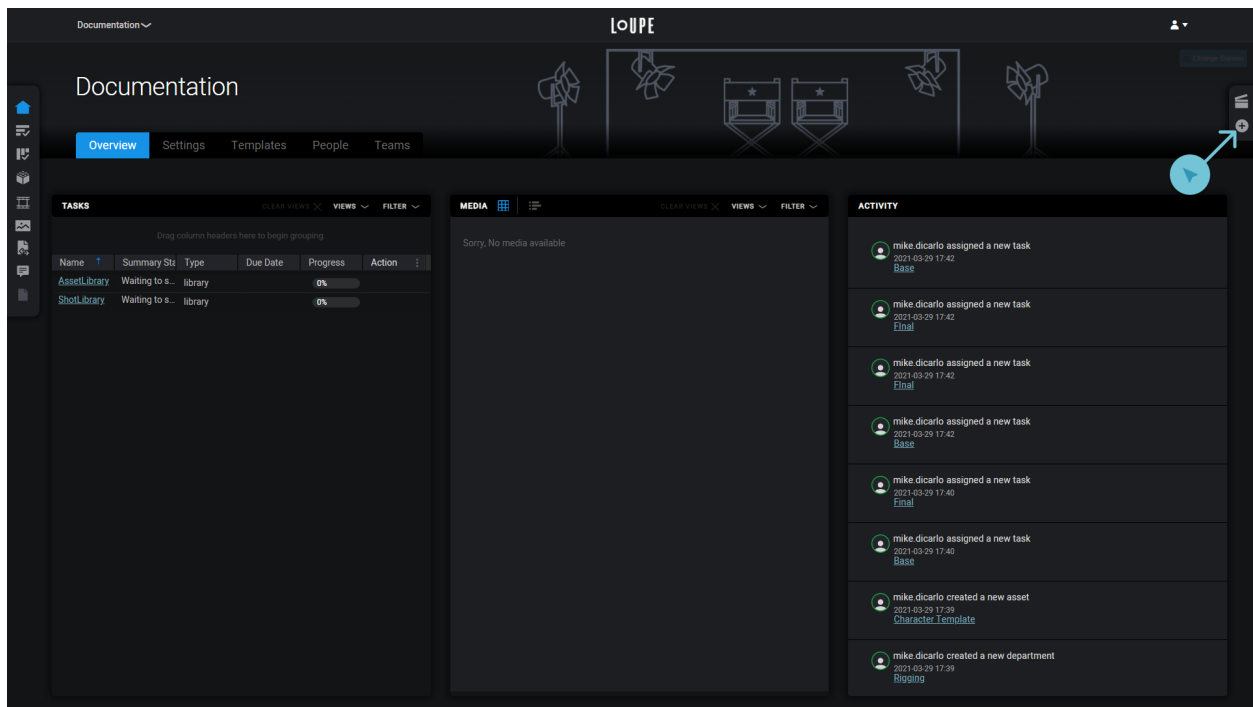 Documentation
LOUPE
Change Banner
Documentation
Overview Settings Templates People Teams
TASKS CLEAR VIEWS VIEWS FILTER
Drag column headers here to begin grouping.
Name Summary Sta Type Due Date Progress Action
AssetLibrary Waiting to s... library 0%
ShotLibrary Waiting to s... library 0%
MEDIA CLEAR VIEWS VIEWS FILTER
Sorry, No media available
ACTIVITY
mike.dicarlo assigned a new task
2021-03-29 17:42
Base
mike.dicarlo assigned a new task
2021-03-29 17:42
FInal
mike.dicarlo assigned a new task
2021-03-29 17:42
FInal
mike.dicarlo assigned a new task
2021-03-29 17:42
Base
mike.dicarlo assigned a new task
2021-03-29 17:40
Final
mike.dicarlo assigned a new task
2021-03-29 17:40
Base
mike.dicarlo created a new asset
2021-03-29 17:39
Character Template
mike.dicarlo created a new department
2021-03-29 17:39
Rigging